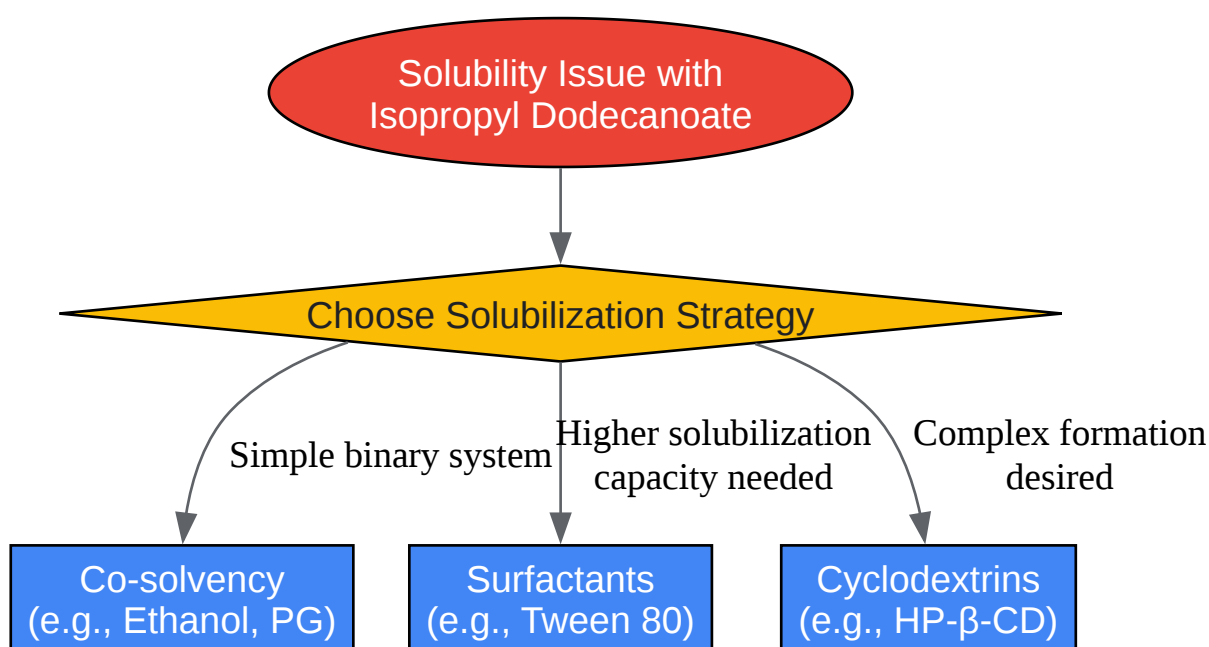 Solubility Issue with
Isopropyl Dodecanoate
Choose Solubilization Strategy
Simple binary system
Higher solubilization
capacity needed
Complex formation
desired
Co-solvency
(e.g., Ethanol, PG)
Surfactants
(e.g., Tween 80)
Cyclodextrins
(e.g., HP-β-CD)